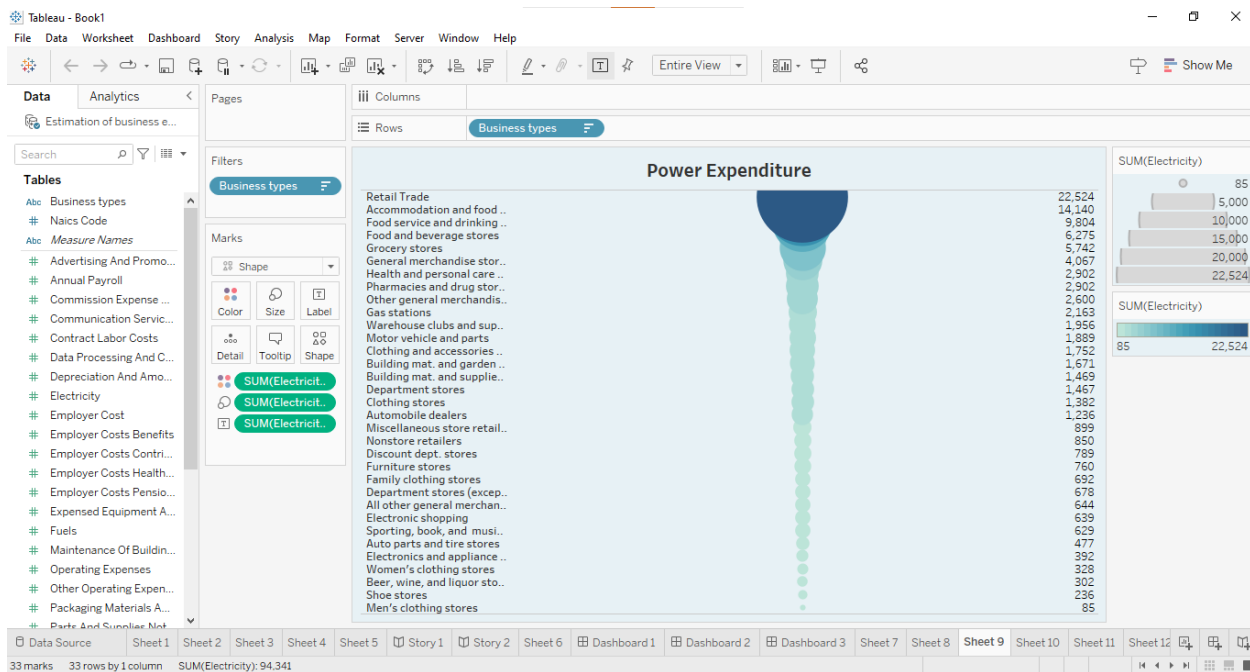 Tableau - Book1
File Data Worksheet Dashboard Story Analysis Map Format Server Window Help
Entire View
Show Me
Data Analytics
Estimation of business e...
Search
Tables
Abc Business types
# Naics Code
Abc Measure Names
# Advertising And Promo...
# Annual Payroll
# Commission Expense ...
# Communication Servic...
# Contract Labor Costs
# Data Processing And C...
# Depreciation And Amo...
# Electricity
# Employer Cost
# Employer Costs Benefits
# Employer Costs Contri...
# Employer Costs Health...
# Employer Costs Pensio...
# Expensed Equipment A...
# Fuels
# Maintenance Of Buildin...
# Operating Expenses
# Other Operating Expen...
# Packaging Materials A...
# Parts And Supplies Not
Pages
Filters
Business types
Marks
Shape
Color Size Label
Detail Tooltip Shape
SUM(Electricit..
SUM(Electricit..
SUM(Electricit..
Columns
Rows
Business types
Power Expenditure
Retail Trade 22,524
Accommodation and food .. 14,140
Food service and drinking .. 9,804
Food and beverage stores 6,275
Grocery stores 5,742
General merchandise stor.. 4,067
Health and personal care .. 2,902
Pharmacies and drug stor.. 2,902
Other general merchandis.. 2,600
Gas stations 2,163
Warehouse clubs and sup.. 1,956
Motor vehicle and parts 1,889
Clothing and accessories .. 1,752
Building mat. and garden .. 1,671
Building mat. and supplie.. 1,469
Department stores 1,467
Clothing stores 1,382
Automobile dealers 1,236
Miscellaneous store retail.. 899
Nonstore retailers 850
Discount dept. stores 789
Furniture stores 760
Family clothing stores 692
Department stores (excep.. 678
All other general merchan.. 644
Electronic shopping 639
Sporting, book, and musi.. 629
Auto parts and tire stores 477
Electronics and appliance .. 392
Women's clothing stores 328
Beer, wine, and liquor sto.. 302
Shoe stores 236
Men's clothing stores 85
SUM(Electricity)
85
5,000
10,000
15,000
20,000
22,524
SUM(Electricity)
85 22,524
Data Source Sheet 1 Sheet 2 Sheet 3 Sheet 4 Sheet 5 Story 1 Story 2 Sheet 6 Dashboard 1 Dashboard 2 Dashboard 3 Sheet 7 Sheet 8 Sheet 9 Sheet 10 Sheet 11 Sheet 12
33 marks 33 rows by 1 column SUM(Electricity): 94,341